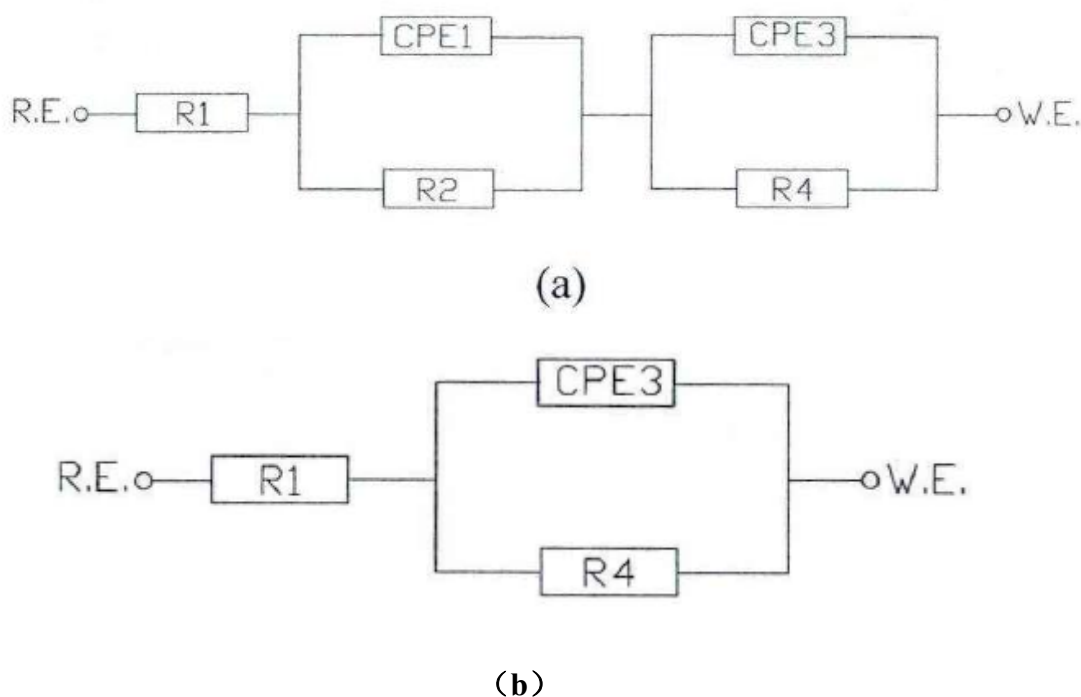 CPE1 CPE3
R.E. R1 W.E.
R2 R4
(a)
CPE3
R.E. R1 W.E.
R4
（b）